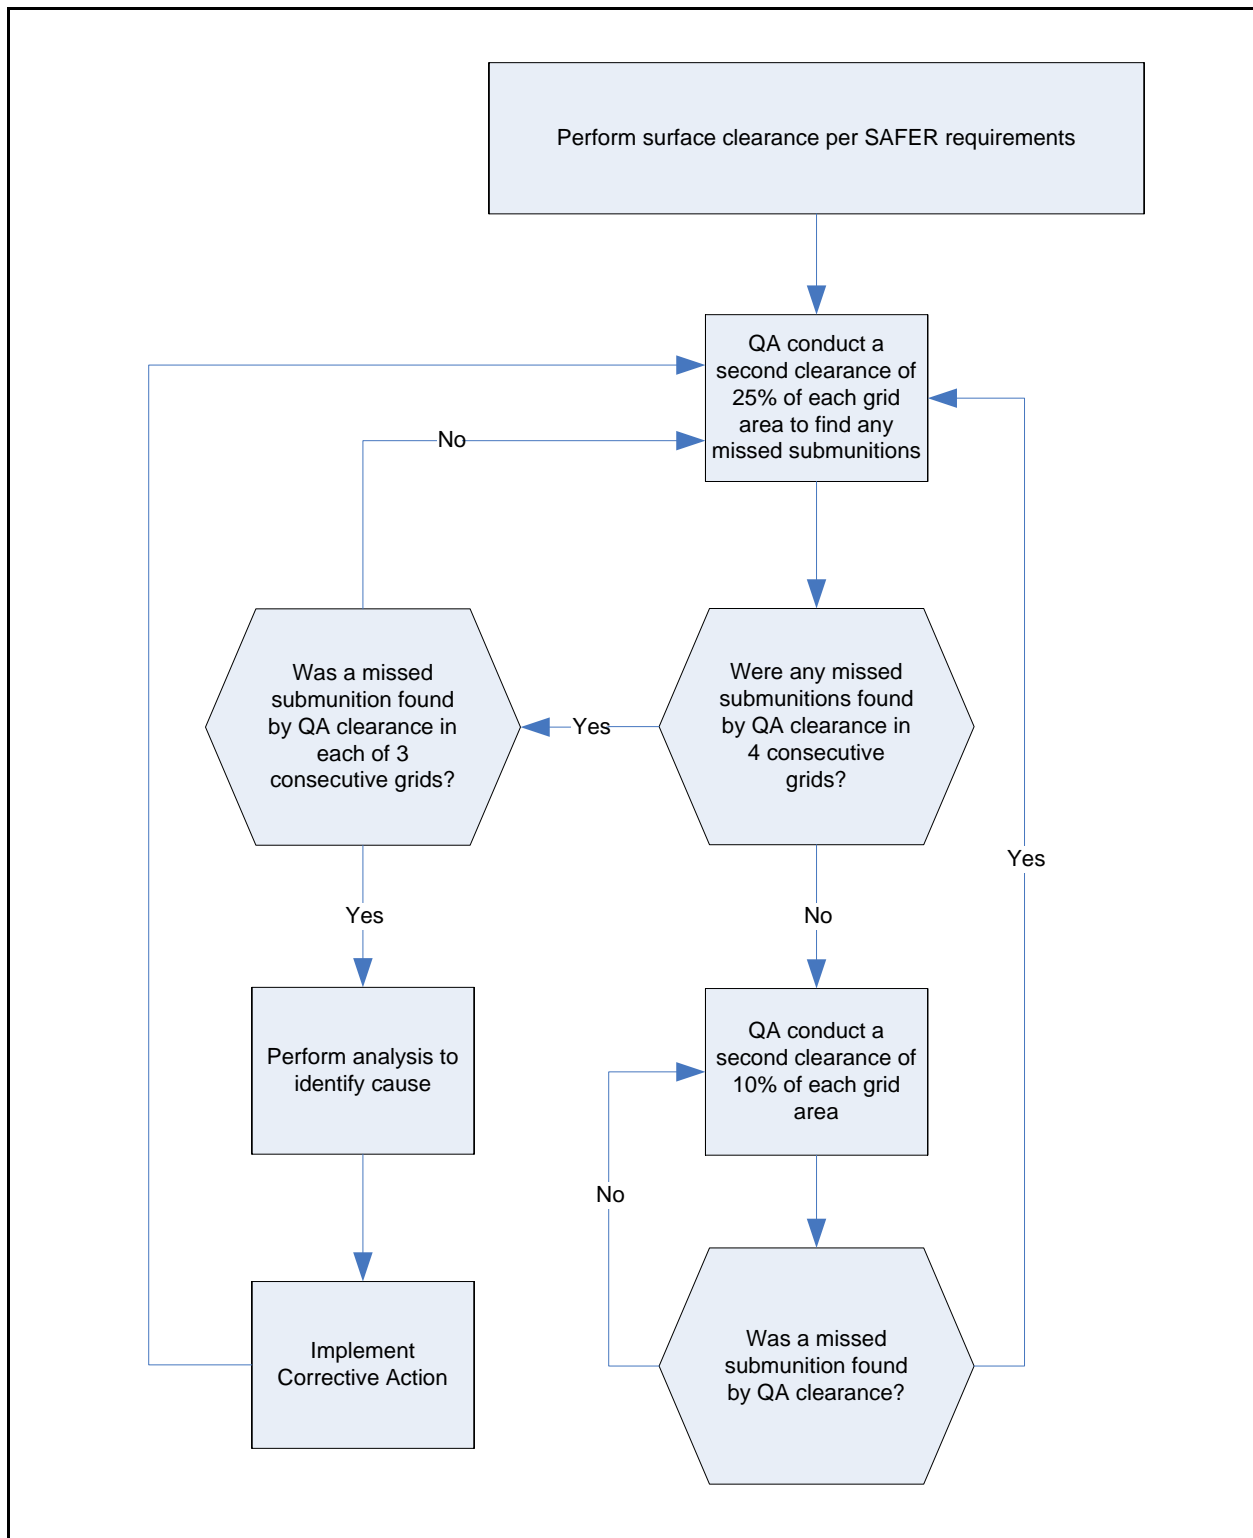 Perform surface clearance per SAFER requirements
QA conduct a
second clearance of
25% of each grid
area to find any
missed submunitions
No
Was a missed
submunition found
by QA clearance in
each of 3
consecutive grids?
Yes
Were any missed
submunitions found
by QA clearance in
4 consecutive
grids?
Yes
Yes
No
Perform analysis to
identify cause
QA conduct a
second clearance of
10% of each grid
area
No
Implement
Corrective Action
Was a missed
submunition found
by QA clearance?